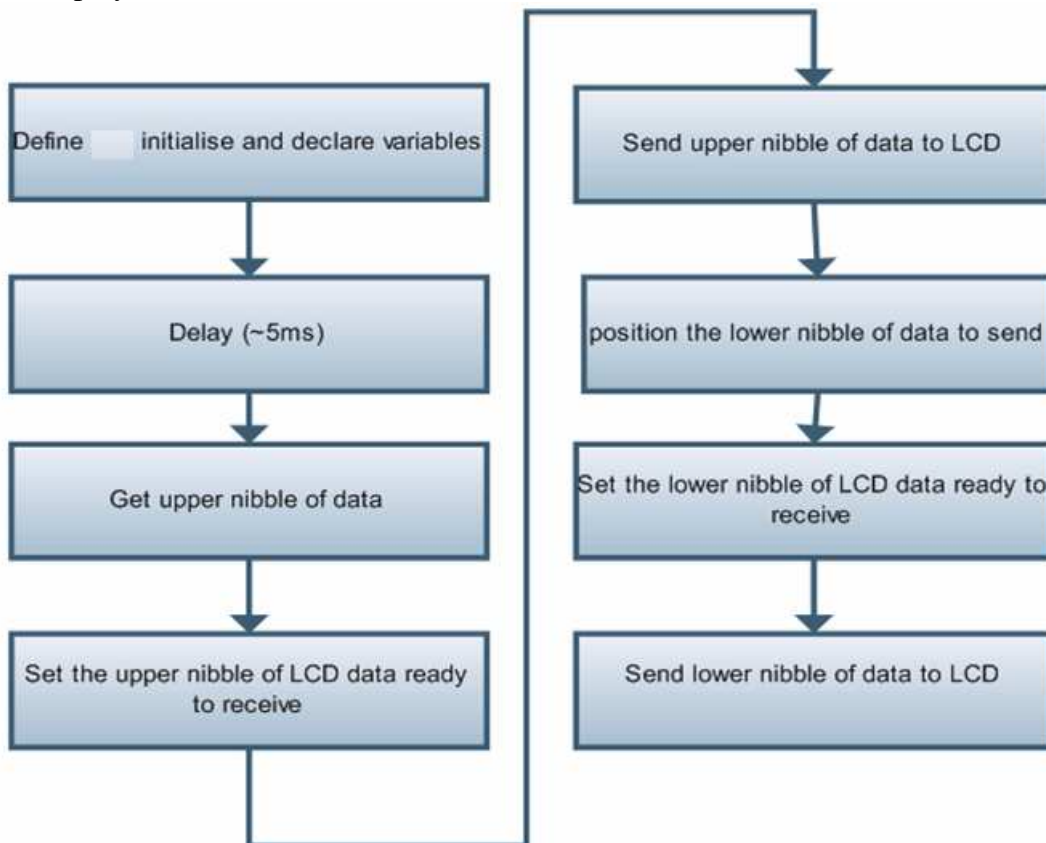 Define initialise and declare variables
Delay (~5ms)
Get upper nibble of data
Set the upper nibble of LCD data ready
to receive
Send upper nibble of data to LCD
position the lower nibble of data to send
Set the lower nibble of LCD data ready to
receive
Send lower nibble of data to LCD